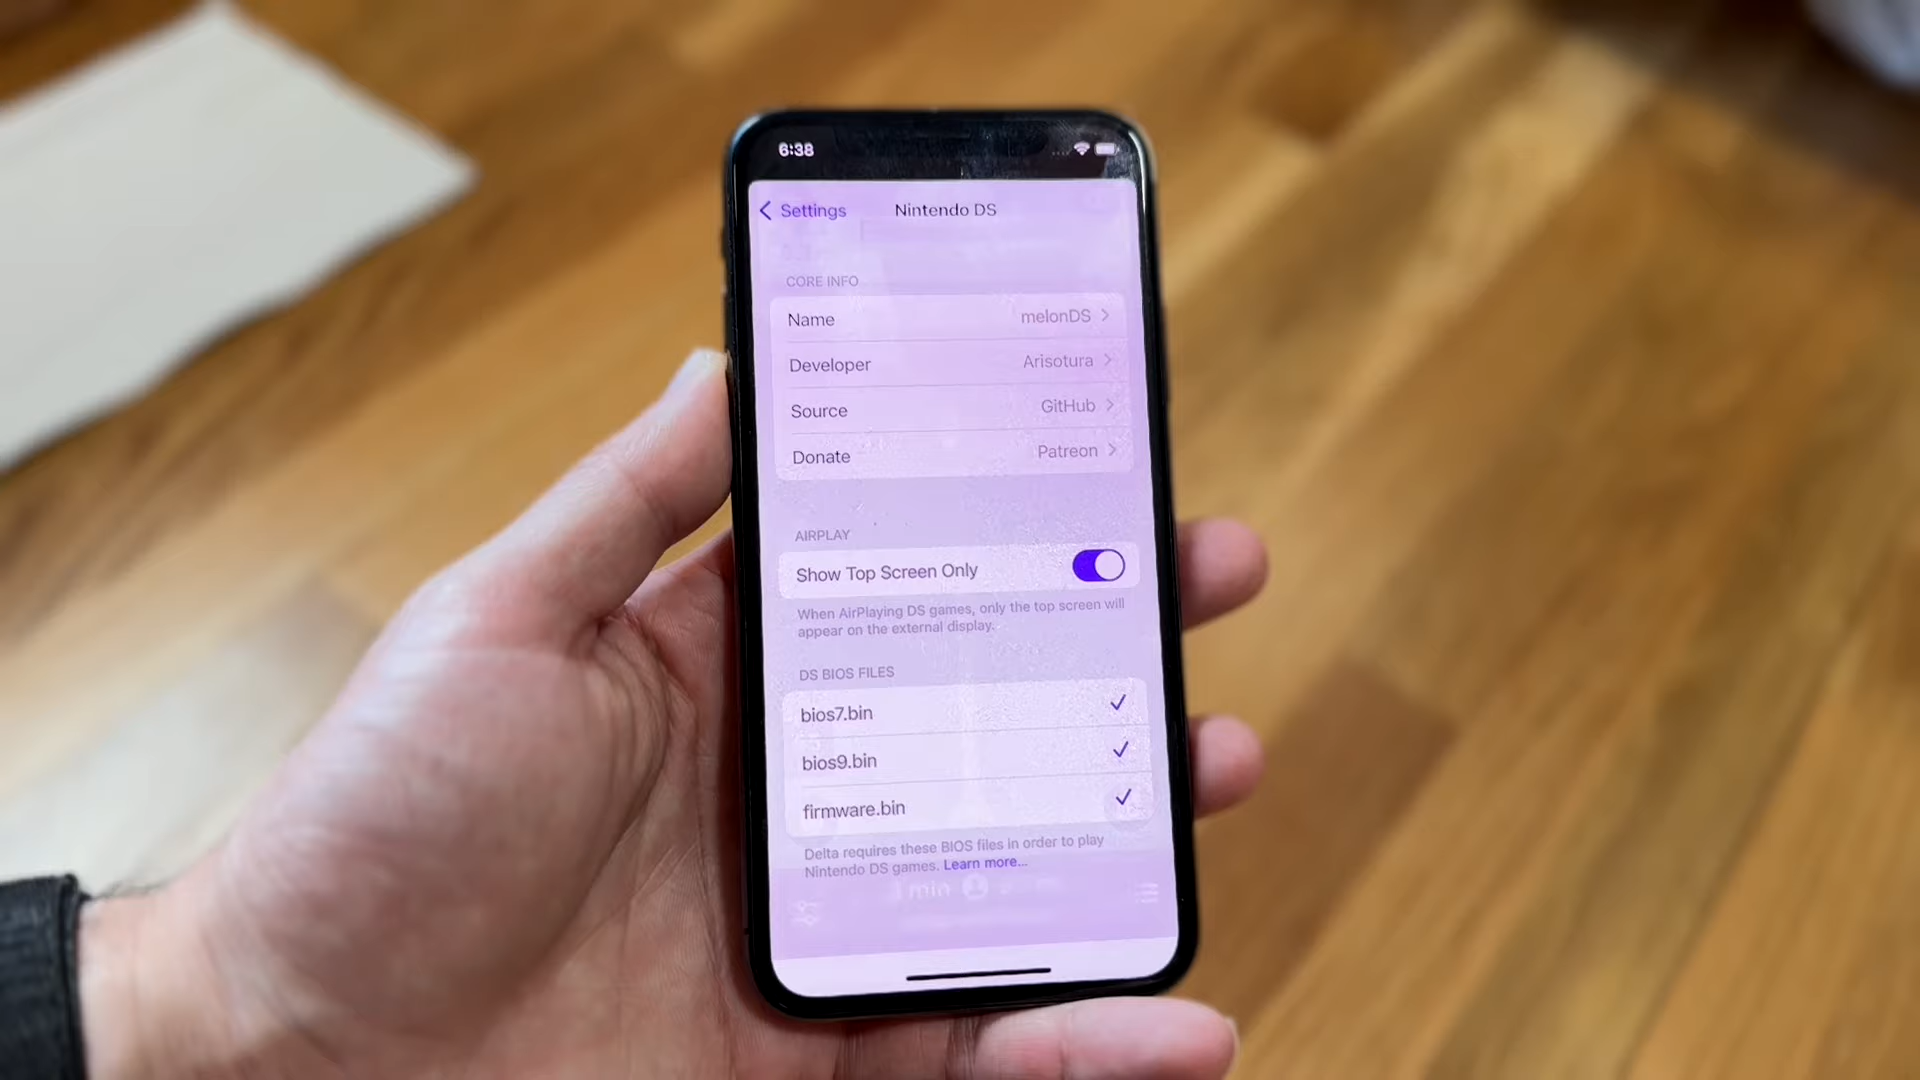 6:38
Settings
Nintendo DS
CORE INFO
Name melonDS
Developer Arisotura
Source GitHub
Donate Patreon
AIRPLAY
Show Top Screen Only
When AirPlaying DS games, only the top screen will
appear on the external display.
DS BIOS FILES
bios7.bin
bios9.bin
firmware.bin
Delta requires these BIOS files in order to play
Nintendo DS games. Learn more...